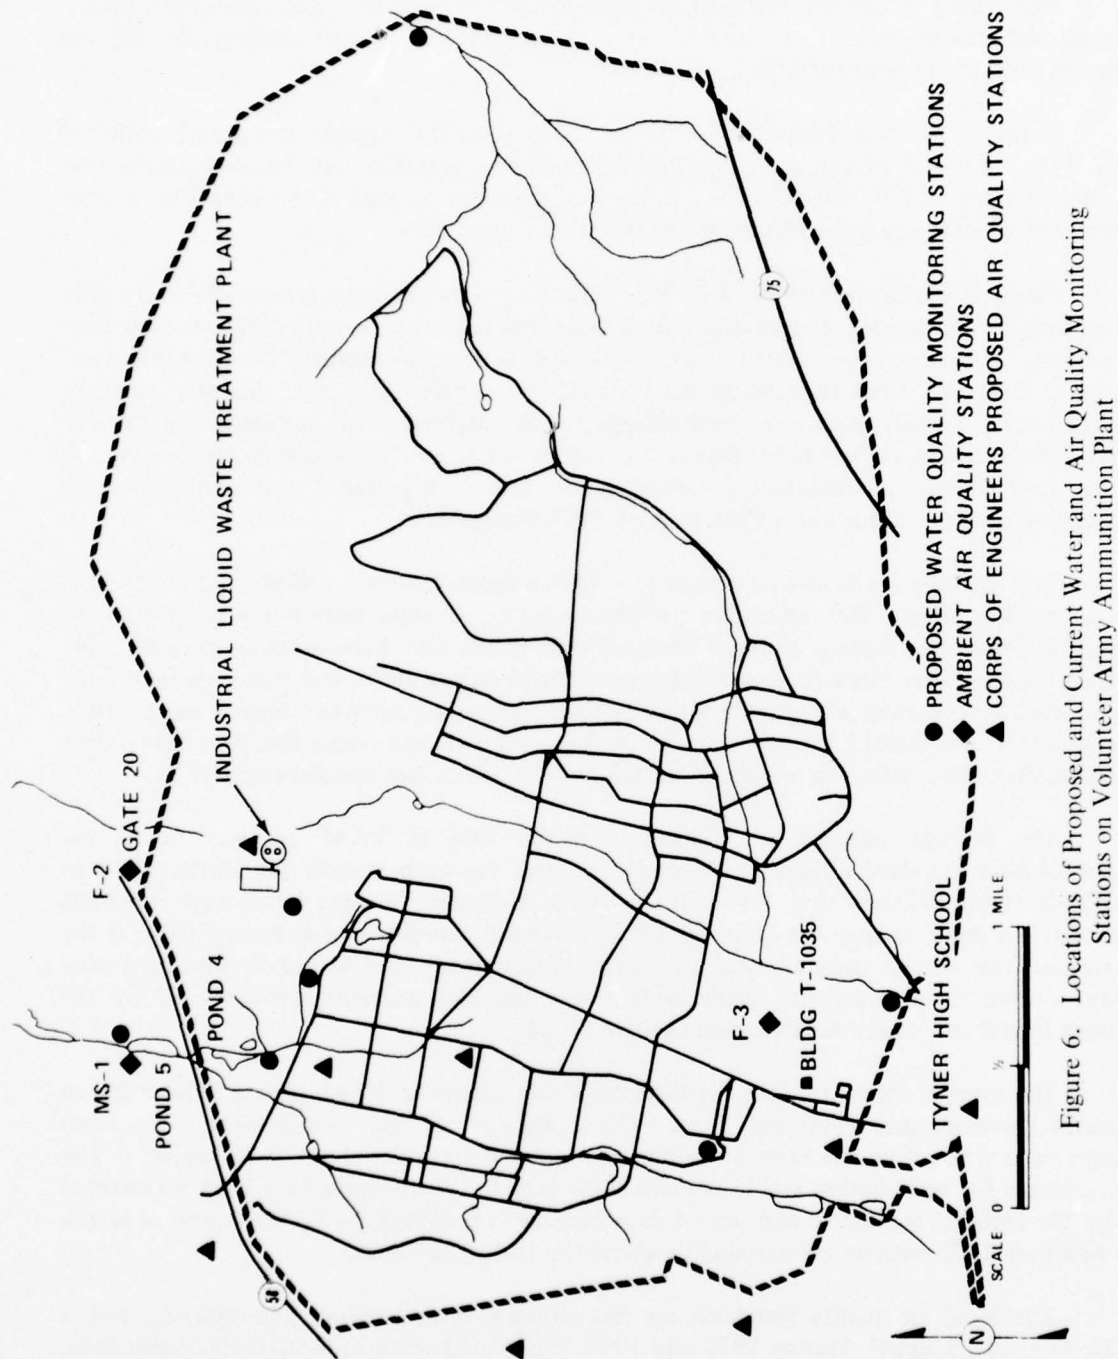 F-2
GATE 20
INDUSTRIAL LIQUID WASTE TREATMENT PLANT
MS-1
POND 5
POND 4
58
75
F-3
BLDG T-1035
TYNER HIGH SCHOOL
PROPOSED WATER QUALITY MONITORING STATIONS
AMBIENT AIR QUALITY STATIONS
CORPS OF ENGINEERS PROPOSED AIR QUALITY STATIONS
N
SCALE 0 ½ 1 MILE
Figure 6. Locations of Proposed and Current Water and Air Quality Monitoring
Stations on Volunteer Army Ammunition Plant